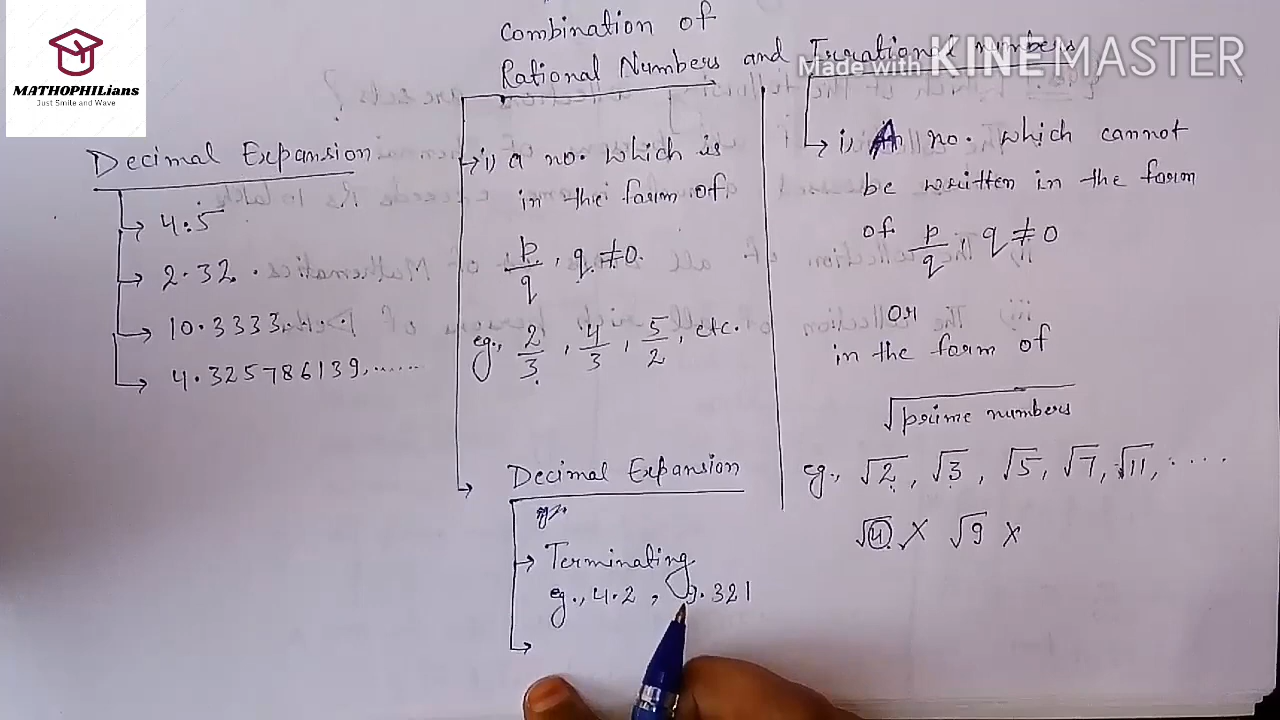 MATHOPHILians
Just Smile and Wave
Made with KINEMASTER
Combination of
Rational Numbers and Irrational numbers
Decimal Expansion
4.5
2.32
10.3333
4.325786139,......
i) a no. which is
in the form of
p/q, q≠0.
eg., 2/3, 4/3, 5/2, etc.
Decimal Expansion
Terminating
eg., 4.2, 9.321
i) A no. which cannot
be written in the form
of p/q, q≠0
or
in the form of
√prime numbers
eg., √2, √3, √5, √7, √11, ....
√4 X √9 X